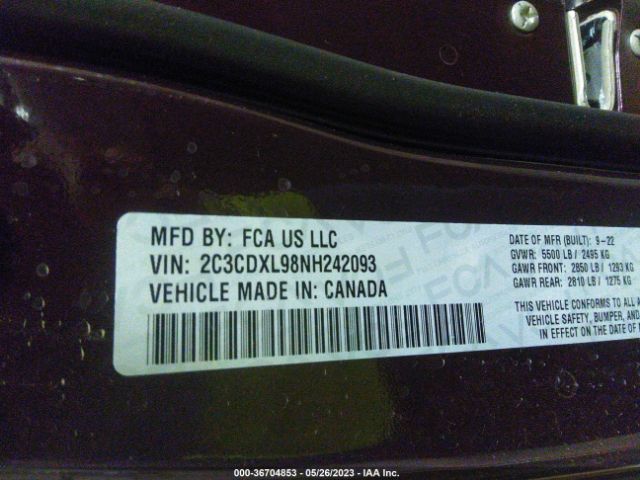 MFD BY: FCA US LLC
VIN: 2C3CDXL98NH242093
VEHICLE MADE IN: CANADA
DATE OF MFR (BUILT): 9-22
GVWR: 5500 LB / 2495 KG
GAWR FRONT: 2850 LB / 1293 KG
GAWR REAR: 2810 LB / 1275 KG
THIS VEHICLE CONFORMS TO ALL
VEHICLE SAFETY, BUMPER, AND
IN EFFECT ON THE DATE OF
000-36704853 - 05/26/2023 - IAA Inc.